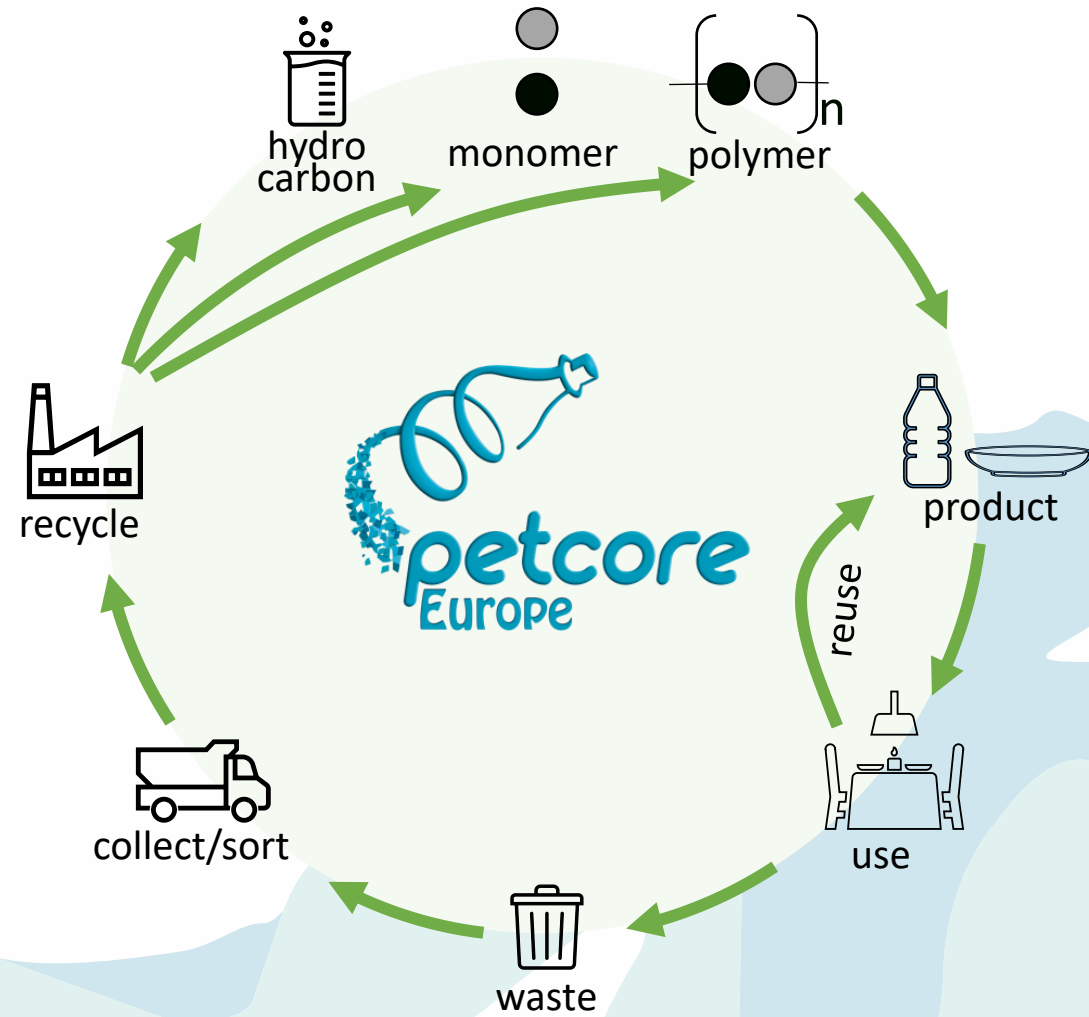 hydro
carbon
monomer
n
polymer
recycle
petcore
Europe
product
reuse
collect/sort
use
waste